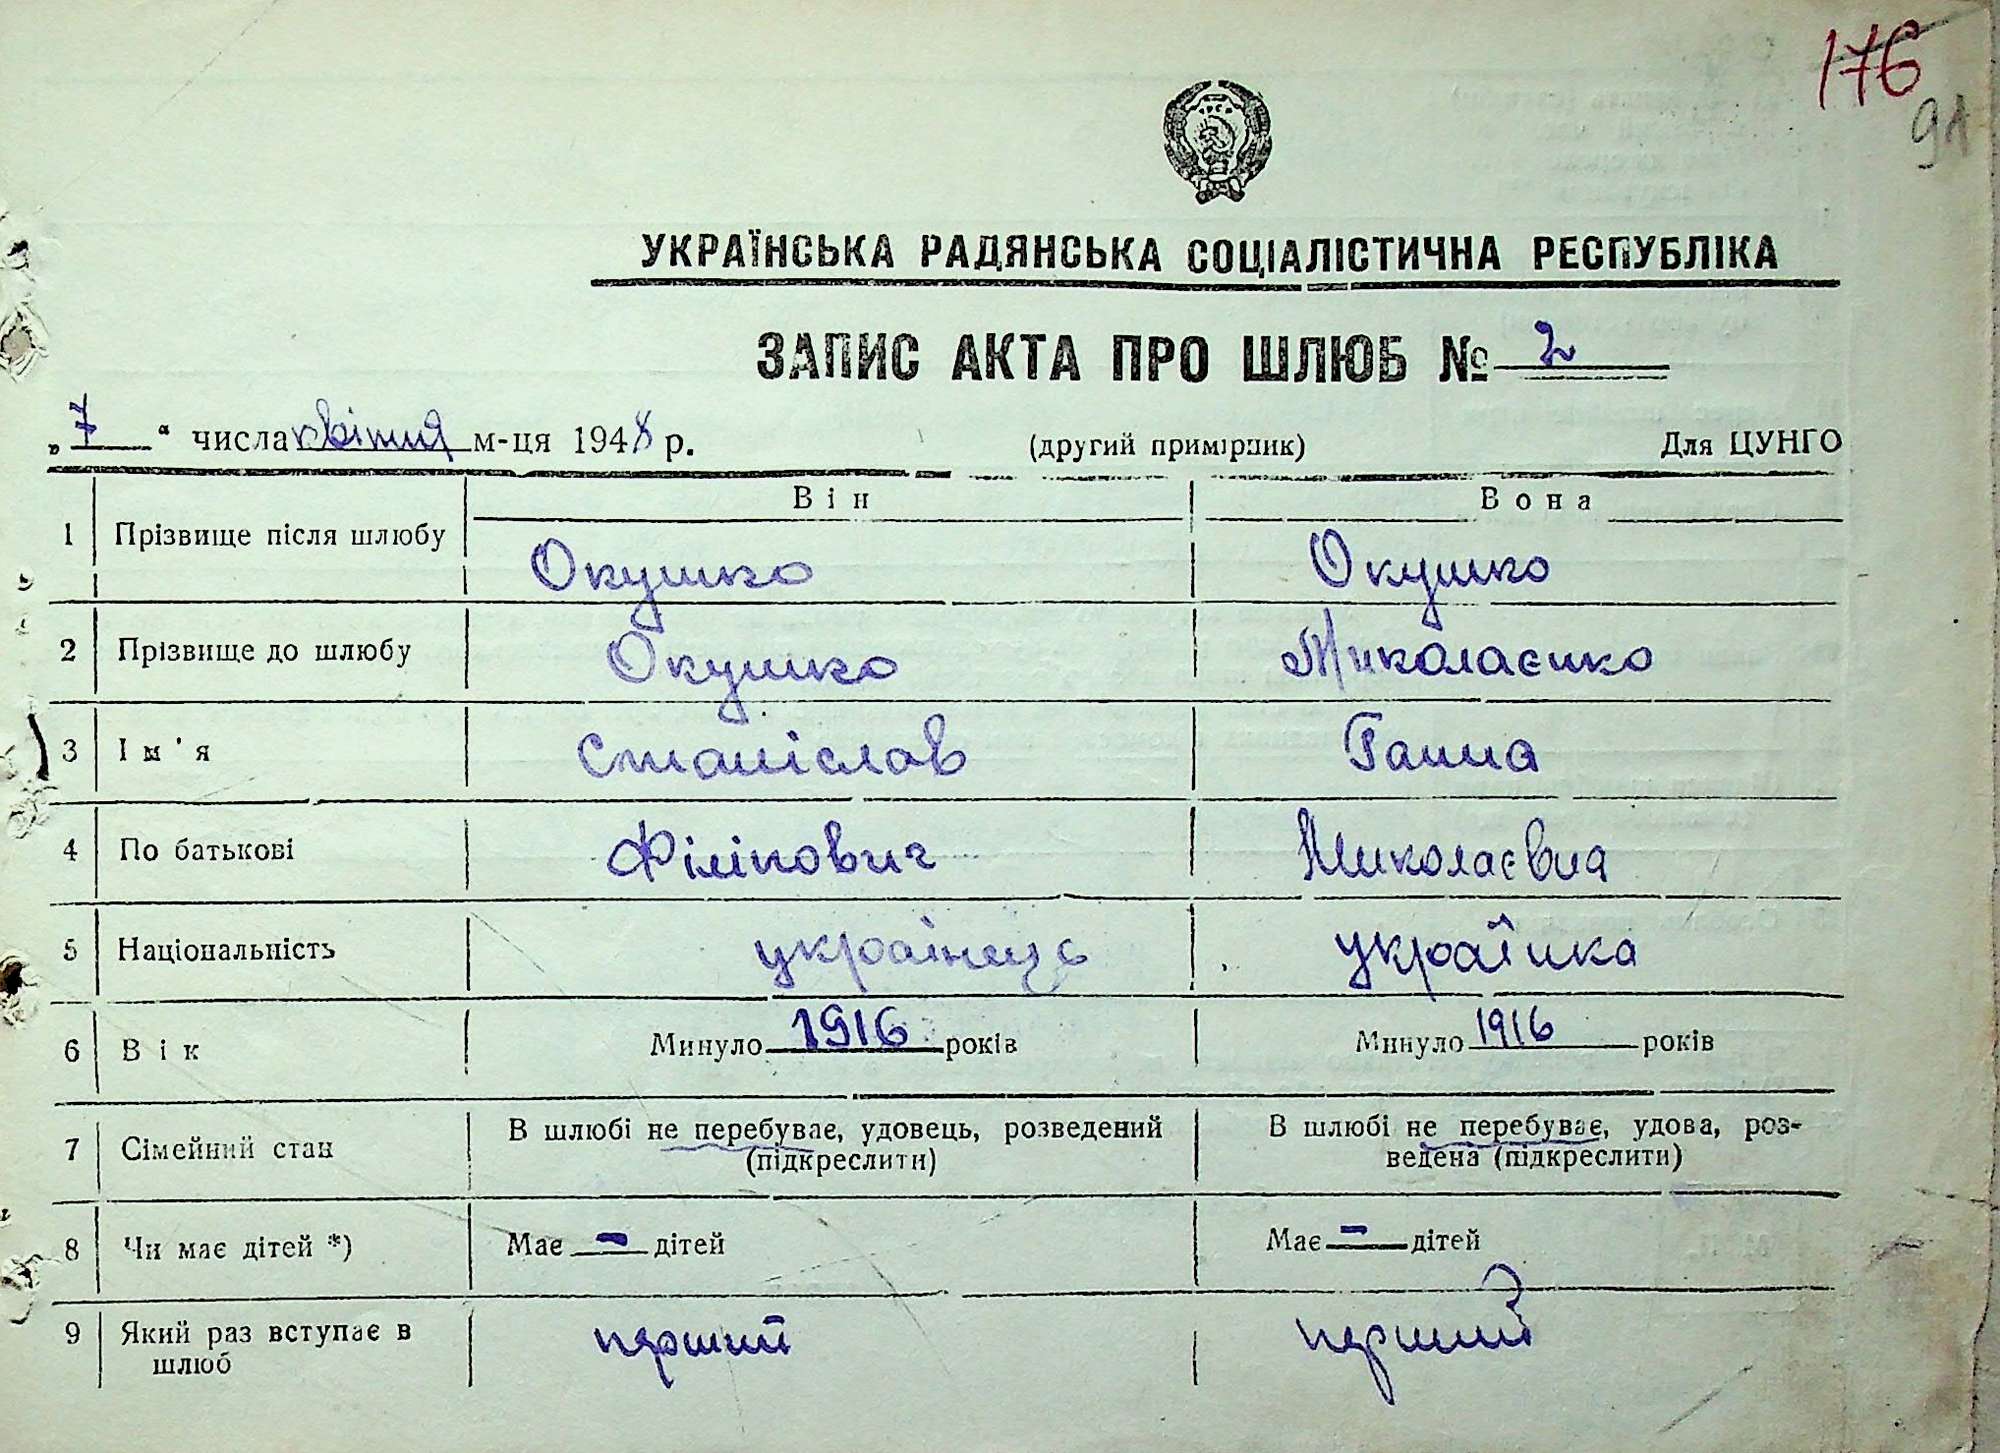 176
91
УКРАЇНСЬКА РАДЯНСЬКА СОЦІАЛІСТИЧНА РЕСПУБЛІКА
ЗАПИС АКТА ПРО ШЛЮБ № 2
„7“ числа квітня м-ця 1948 р. (другий примірник) Для ЦУНГО
Він Вона
1 Прізвище після шлюбу Окушко Окушко
2 Прізвище до шлюбу Окушко Миколаєнко
3 Ім'я Станіслав Ганна
4 По батькові Філіпович Миколаєвна
5 Національність українець українка
6 Вік Минуло 1916 років Минуло 1916 років
7 Сімейний стан В шлюбі не перебуває, удовець, розведений (підкреслити) В шлюбі не перебуває, удова, роз-
ведена (підкреслити)
8 Чи має дітей *) Має – дітей Має – дітей
9 Який раз вступає в шлюб перший перший